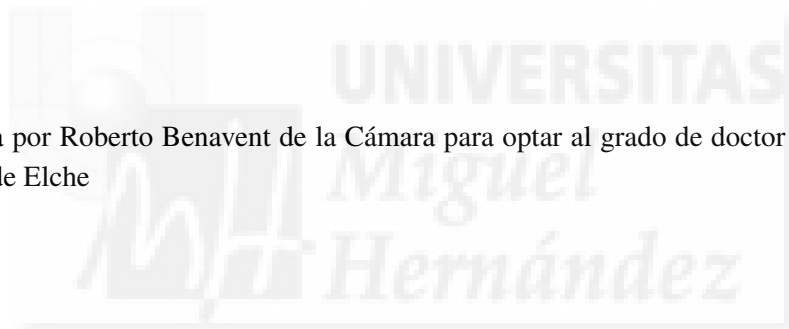 UNIVERSITAS
a por Roberto Benavent de la Cámara para optar al grado de doctor
de Elche
Miguel
Hernández